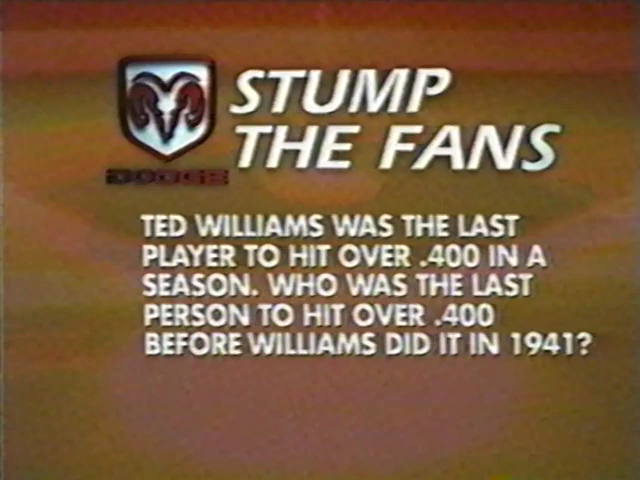 STUMP
THE FANS
DODGE
TED WILLIAMS WAS THE LAST
PLAYER TO HIT OVER .400 IN A
SEASON. WHO WAS THE LAST
PERSON TO HIT OVER .400
BEFORE WILLIAMS DID IT IN 1941?